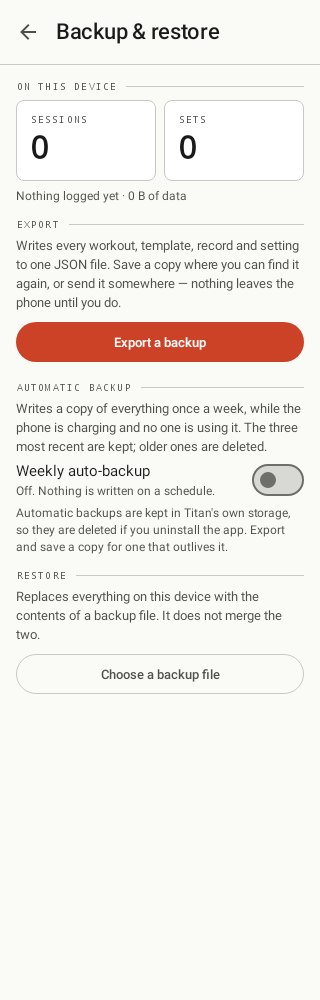 Backup & restore
ON THIS DEVICE
SESSIONS
0
SETS
0
Nothing logged yet · 0 B of data
EXPORT
Writes every workout, template, record and setting
to one JSON file. Save a copy where you can find it
again, or send it somewhere — nothing leaves the
phone until you do.
Export a backup
AUTOMATIC BACKUP
Writes a copy of everything once a week, while the
phone is charging and no one is using it. The three
most recent are kept; older ones are deleted.
Weekly auto-backup
Off. Nothing is written on a schedule.
Automatic backups are kept in Titan's own storage,
so they are deleted if you uninstall the app. Export
and save a copy for one that outlives it.
RESTORE
Replaces everything on this device with the
contents of a backup file. It does not merge the
two.
Choose a backup file